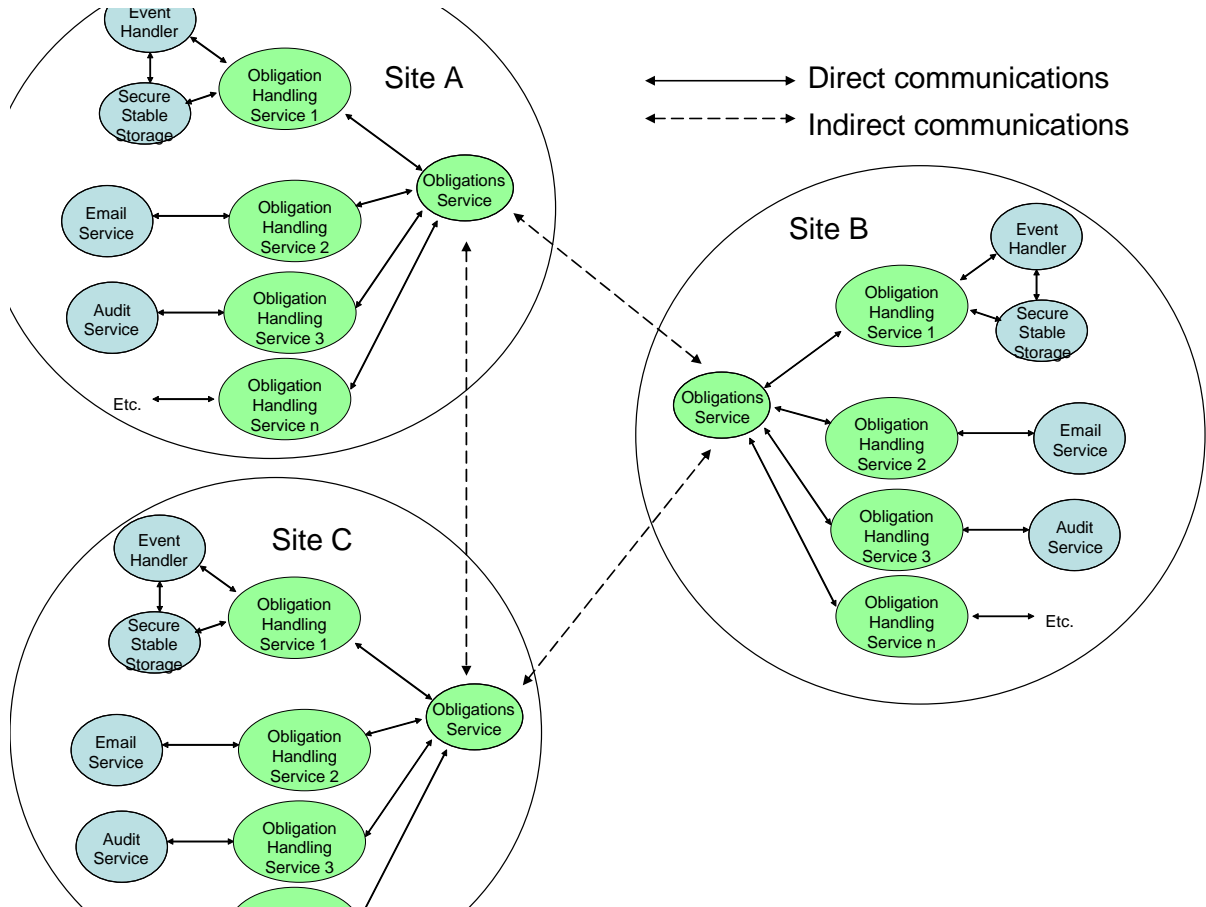 Event
Handler
Secure
Stable
Storage
Obligation
Handling
Service 1
Site A
Obligations
Service
Email
Service
Obligation
Handling
Service 2
Audit
Service
Obligation
Handling
Service 3
Etc.
Obligation
Handling
Service n
Direct communications
Indirect communications
Site B
Event
Handler
Obligation
Handling
Service 1
Secure
Stable
Storage
Obligations
Service
Obligation
Handling
Service 2
Email
Service
Obligation
Handling
Service 3
Audit
Service
Obligation
Handling
Service n
Etc.
Site C
Event
Handler
Secure
Stable
Storage
Obligation
Handling
Service 1
Obligations
Service
Email
Service
Obligation
Handling
Service 2
Audit
Service
Obligation
Handling
Service 3